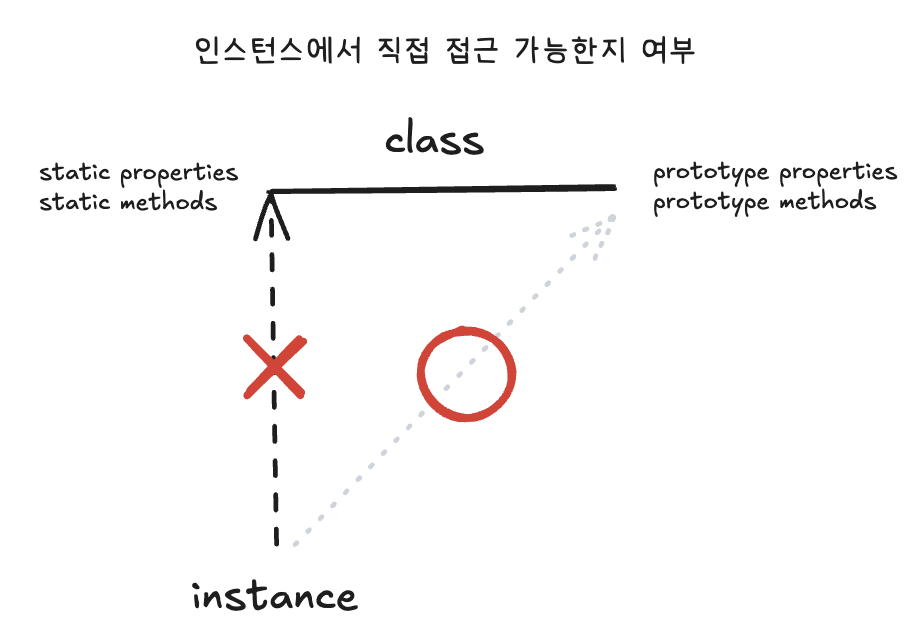 인스턴스에서 직접 접근 가능한지 여부
class
static properties
static methods
prototype properties
prototype methods
instance